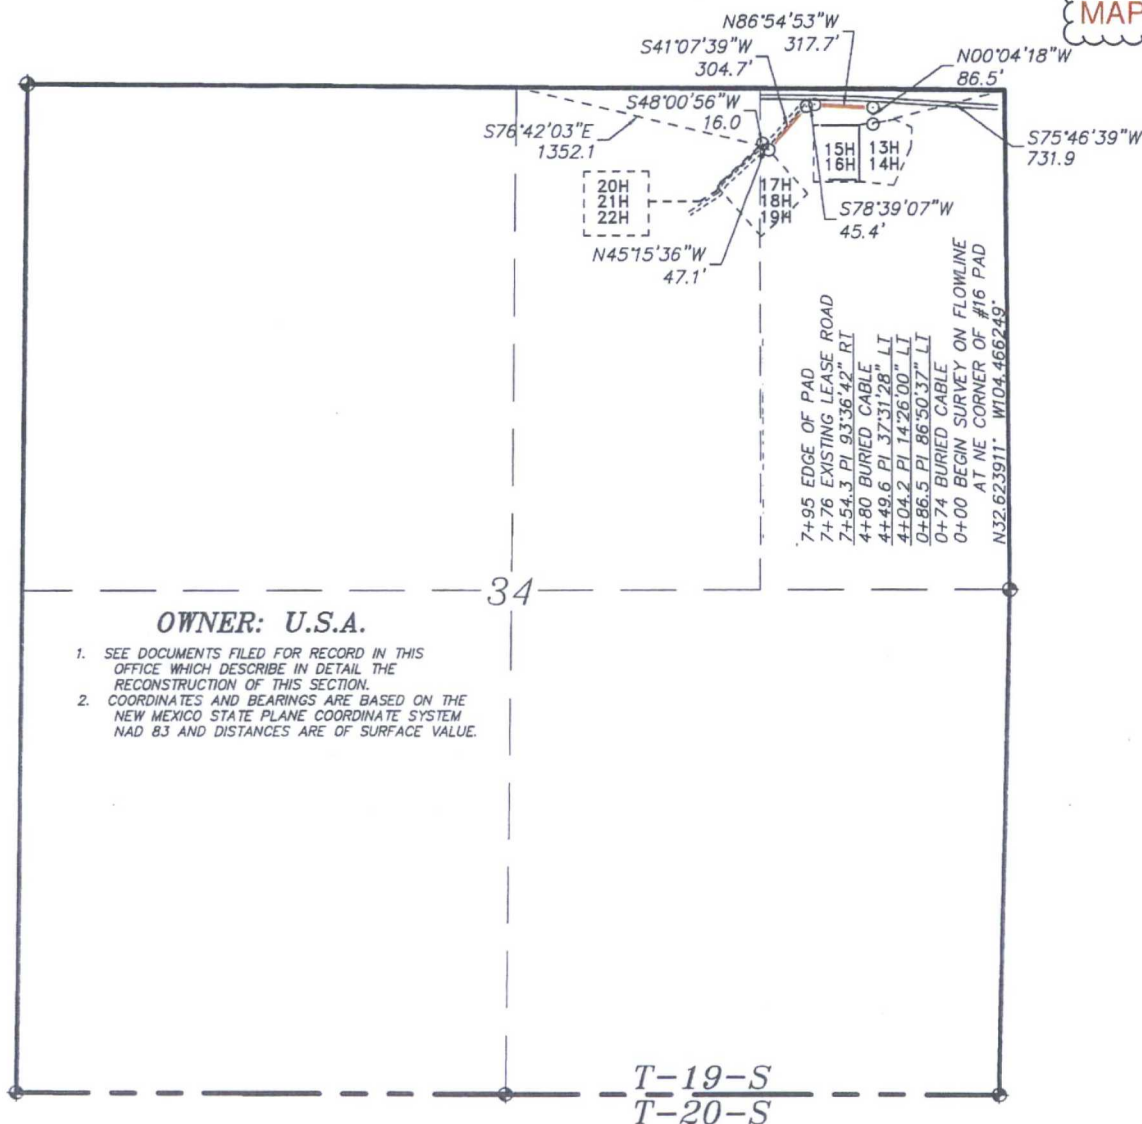 MAP
N86°54'53"W
317.7'
S41°07'39"W
304.7'
N00°04'18"W
86.5'
S48°00'56"W
16.0
S76°42'03"E
1352.1
S75°46'39"W
731.9
15H
16H
13H
14H
20H
21H
22H
17H
18H
19H
S78°39'07"W
45.4'
N45°15'36"W
47.1'
7+95 EDGE OF PAD
7+76 EXISTING LEASE ROAD
7+54.3 PI 93°36'42" RT
4+80 BURIED CABLE
4+49.6 PI 37°31'28" LT
4+04.2 PI 14°26'00" LT
0+86.5 PI 86°50'37" LT
0+74 BURIED CABLE
0+00 BEGIN SURVEY ON FLOWLINE
AT NE CORNER OF #16 PAD
N32.623911° W104.466249°
34
OWNER: U.S.A.
1. SEE DOCUMENTS FILED FOR RECORD IN THIS
OFFICE WHICH DESCRIBE IN DETAIL THE
RECONSTRUCTION OF THIS SECTION.
2. COORDINATES AND BEARINGS ARE BASED ON THE
NEW MEXICO STATE PLANE COORDINATE SYSTEM
NAD 83 AND DISTANCES ARE OF SURFACE VALUE.
T-19-S
T-20-S